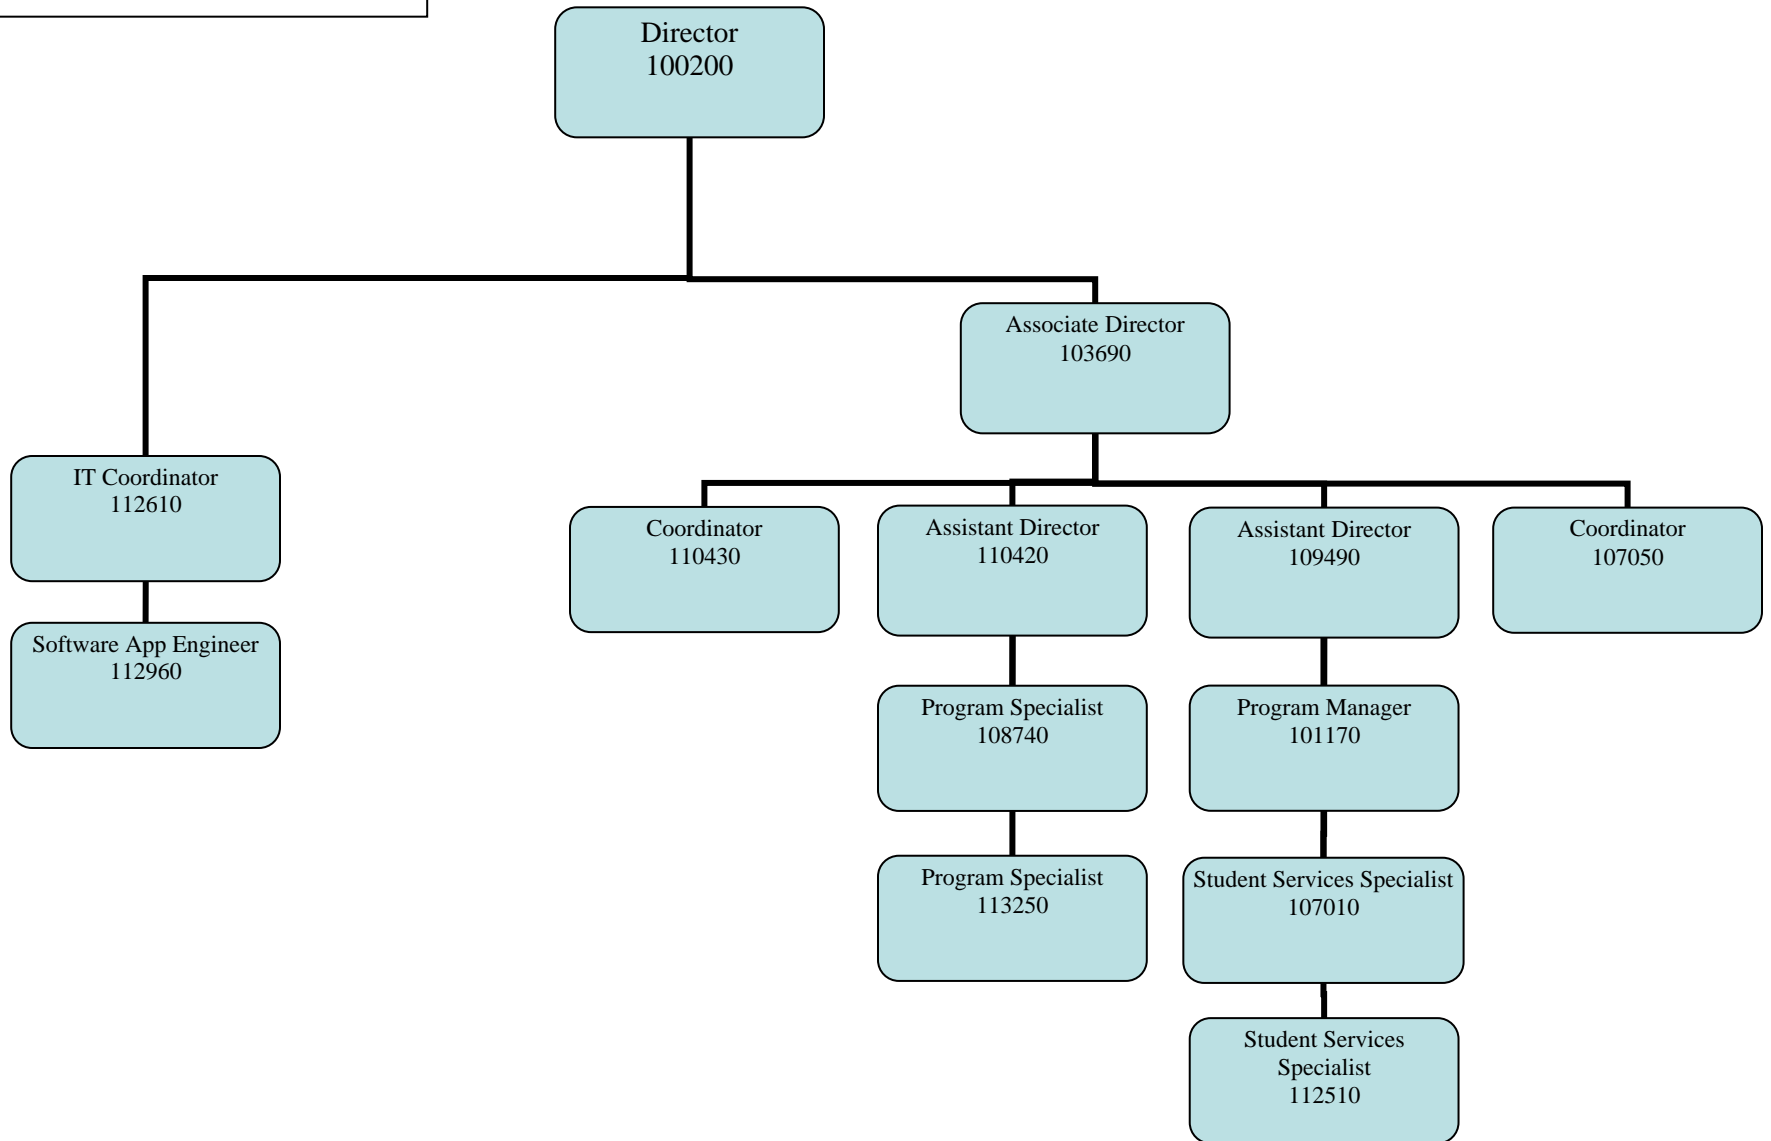 Director
100200
Associate Director
103690
IT Coordinator
112610
Software App Engineer
112960
Coordinator
110430
Assistant Director
110420
Assistant Director
109490
Coordinator
107050
Program Specialist
108740
Program Manager
101170
Program Specialist
113250
Student Services Specialist
107010
Student Services
Specialist
112510